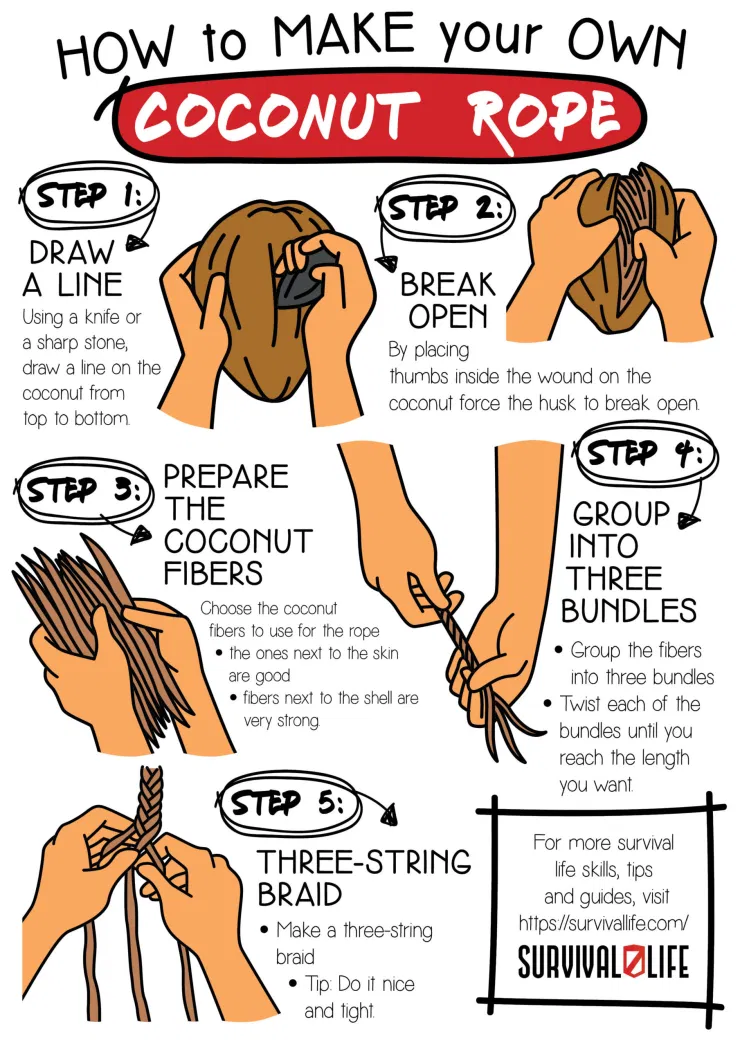 HOW to MAKE your OWN
COCONUT ROPE
STEP 1:
DRAW
A LINE
Using a knife or
a sharp stone,
draw a line on the
coconut from
top to bottom.
STEP 2:
BREAK
OPEN
By placing
thumbs inside the wound on the
coconut force the husk to break open.
STEP 3:
PREPARE
THE
COCONUT
FIBERS
Choose the coconut
fibers to use for the rope
• the ones next to the skin
are good
• fibers next to the shell are
very strong.
STEP 4:
GROUP
INTO
THREE
BUNDLES
• Group the fibers
into three bundles
• Twist each of the
bundles until you
reach the length
you want.
STEP 5:
THREE-STRING
BRAID
• Make a three-string
braid
• Tip: Do it nice
and tight.
For more survival
life skills, tips
and guides, visit
https://survivallife.com/
SURVIVAL LIFE